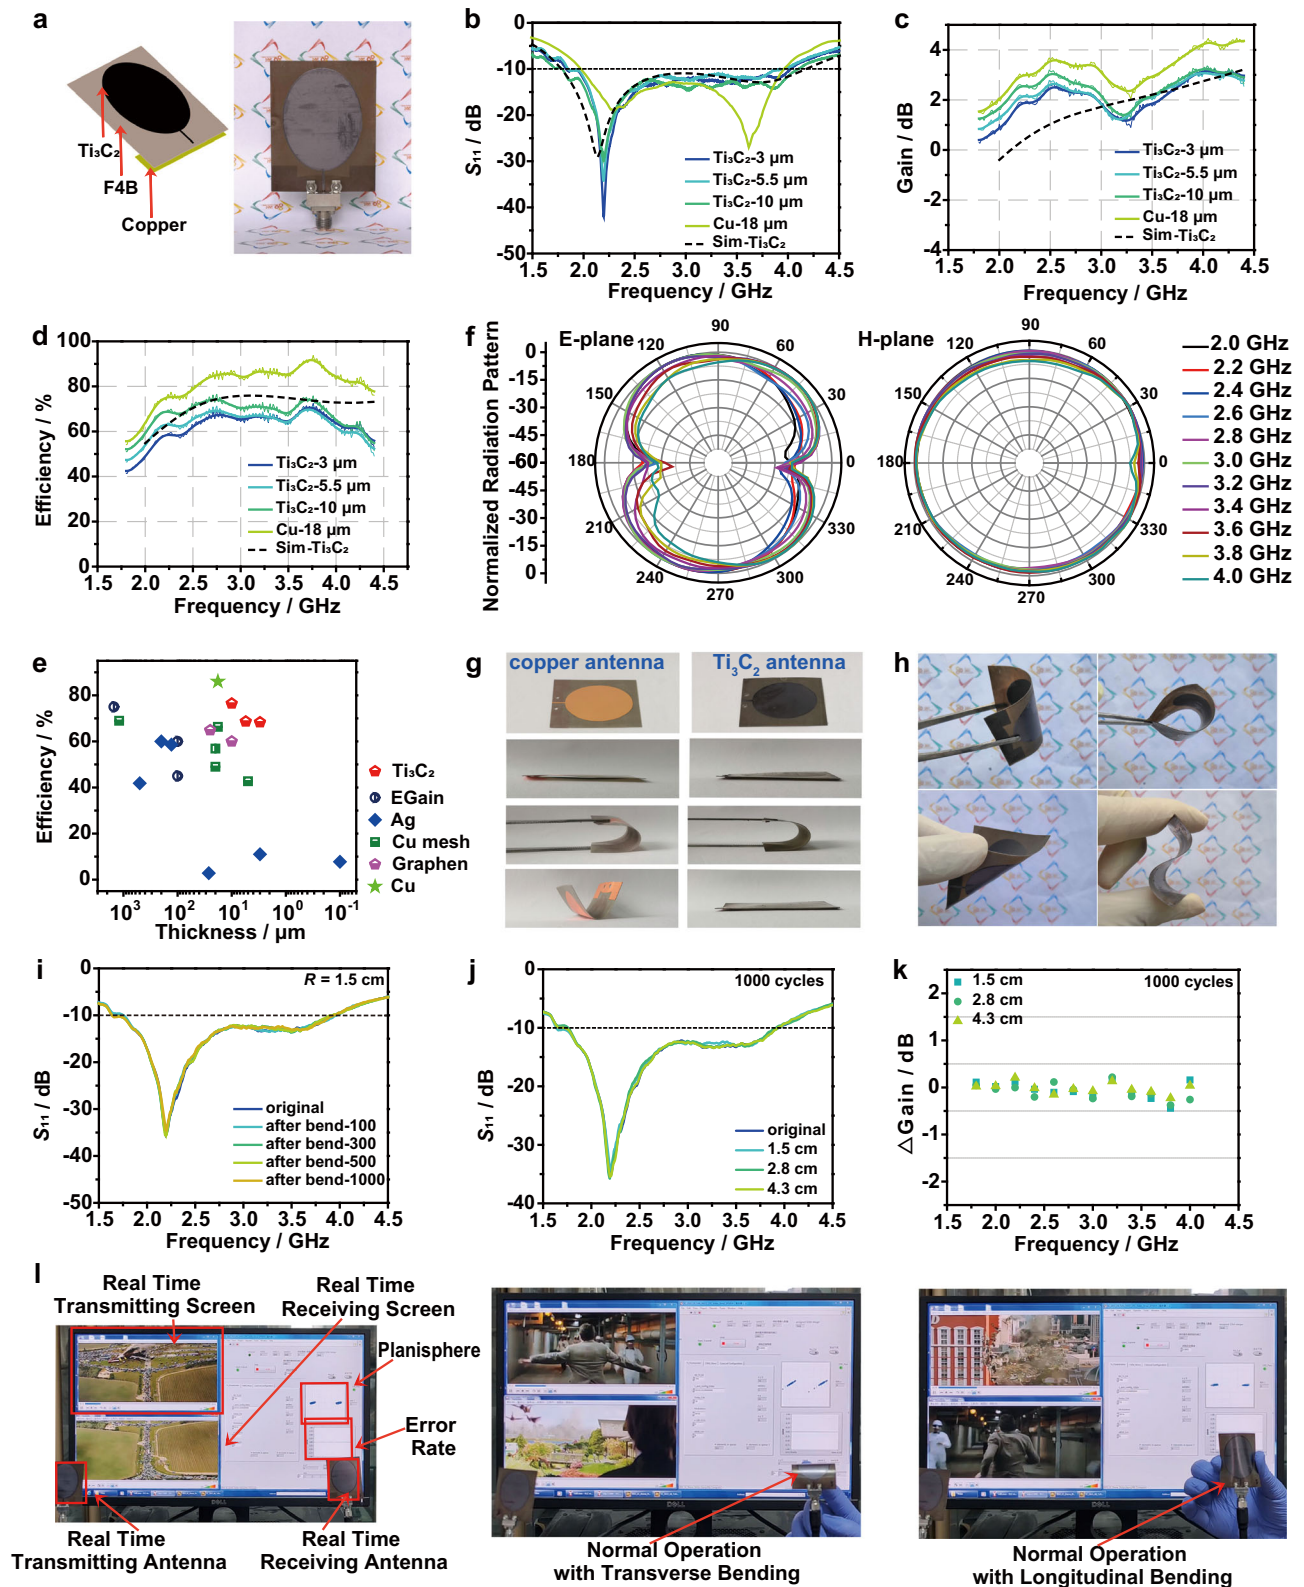 a
Ti₃C₂
F4B
Copper
b
0
-10
-20
-30
-40
-50
S₁₁ / dB
Ti₃C₂-3 µm
Ti₃C₂-5.5 µm
Ti₃C₂-10 µm
Cu-18 µm
Sim-Ti₃C₂
1.5 2.0 2.5 3.0 3.5 4.0 4.5
Frequency / GHz
c
4
2
0
-2
-4
Gain / dB
Ti₃C₂-3 µm
Ti₃C₂-5.5 µm
Ti₃C₂-10 µm
Cu-18 µm
Sim-Ti₃C₂
1.5 2.0 2.5 3.0 3.5 4.0 4.5
Frequency / GHz
d
100
80
60
40
20
0
Efficiency / %
Ti₃C₂-3 µm
Ti₃C₂-5.5 µm
Ti₃C₂-10 µm
Cu-18 µm
Sim-Ti₃C₂
1.5 2.0 2.5 3.0 3.5 4.0 4.5
Frequency / GHz
f
Normalized Radiation Pattern
0
-15
-30
-45
-60
-45
-30
-15
0
E-plane
90
120 60
150 30
180 0
210 330
240 300
270
H-plane
90
120 60
150 30
180 0
210 330
240 300
270
2.0 GHz
2.2 GHz
2.4 GHz
2.6 GHz
2.8 GHz
3.0 GHz
3.2 GHz
3.4 GHz
3.6 GHz
3.8 GHz
4.0 GHz
e
80
60
40
20
0
Efficiency / %
10³ 10² 10¹ 10⁰ 10⁻¹
Thickness / µm
Ti₃C₂
EGain
Ag
Cu mesh
Graphen
Cu
g
copper antenna
Ti₃C₂ antenna
h
i
0
-10
-20
-30
-40
-50
S₁₁ / dB
R = 1.5 cm
original
after bend-100
after bend-300
after bend-500
after bend-1000
1.5 2.0 2.5 3.0 3.5 4.0 4.5
Frequency / GHz
j
0
-10
-20
-30
-40
S₁₁ / dB
1000 cycles
original
1.5 cm
2.8 cm
4.3 cm
1.5 2.0 2.5 3.0 3.5 4.0 4.5
Frequency / GHz
k
2
1
0
-1
-2
△Gain / dB
1.5 cm
2.8 cm
4.3 cm
1000 cycles
1.5 2.0 2.5 3.0 3.5 4.0 4.5
Frequency / GHz
l
Real Time
Transmitting Screen
Real Time
Receiving Screen
Planisphere
Error
Rate
Real Time
Transmitting Antenna
Real Time
Receiving Antenna
DELL
Normal Operation
with Transverse Bending
DELL
Normal Operation
with Longitudinal Bending